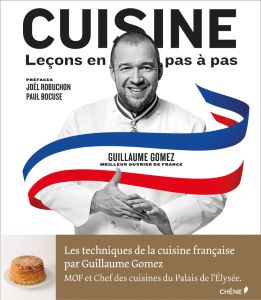 CUISINE
Leçons en pas à pas
PRÉFACES
JOËL ROBUCHON
PAUL BOCUSE
GUILLAUME GOMEZ
MEILLEUR OUVRIER DE FRANCE
Les techniques de la cuisine française
par Guillaume Gomez
MOF et Chef des cuisines du Palais de l'Élysée.
CHÊNE